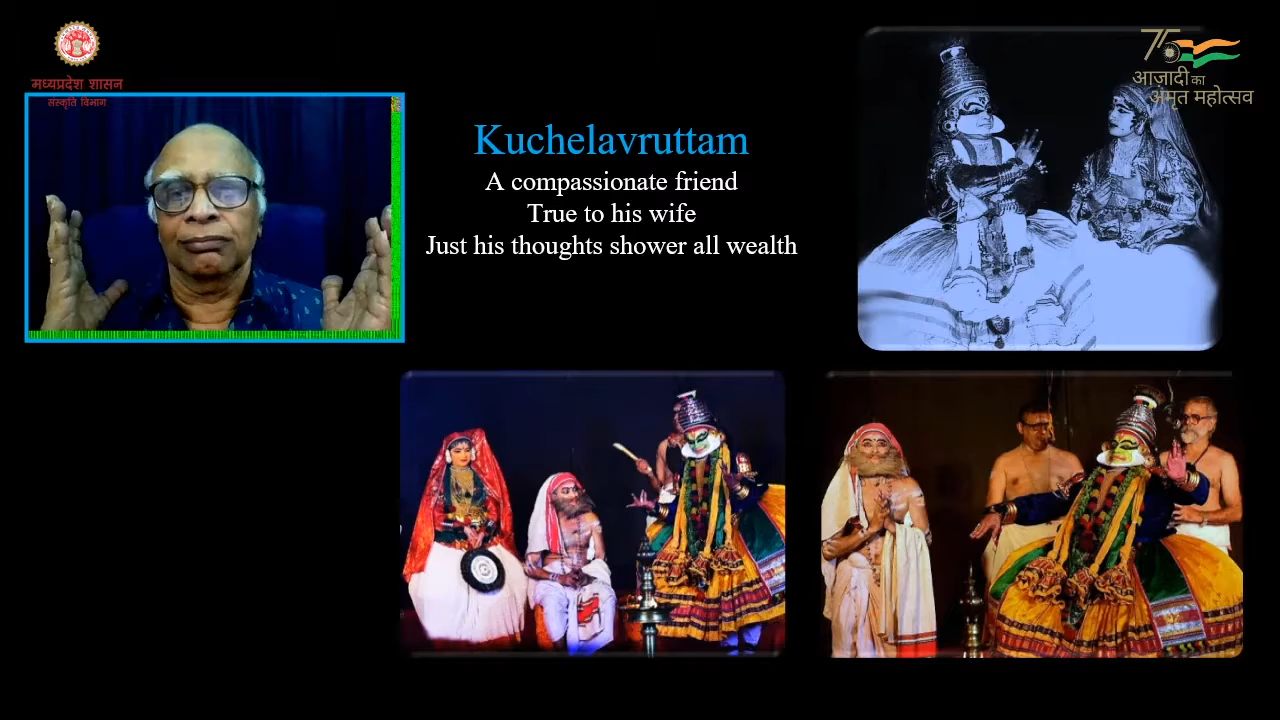 मध्यप्रदेश शासन
संस्कृति विभाग
Kuchelavruttam
A compassionate friend
True to his wife
Just his thoughts shower all wealth
75
आज़ादी का
अमृत महोत्सव